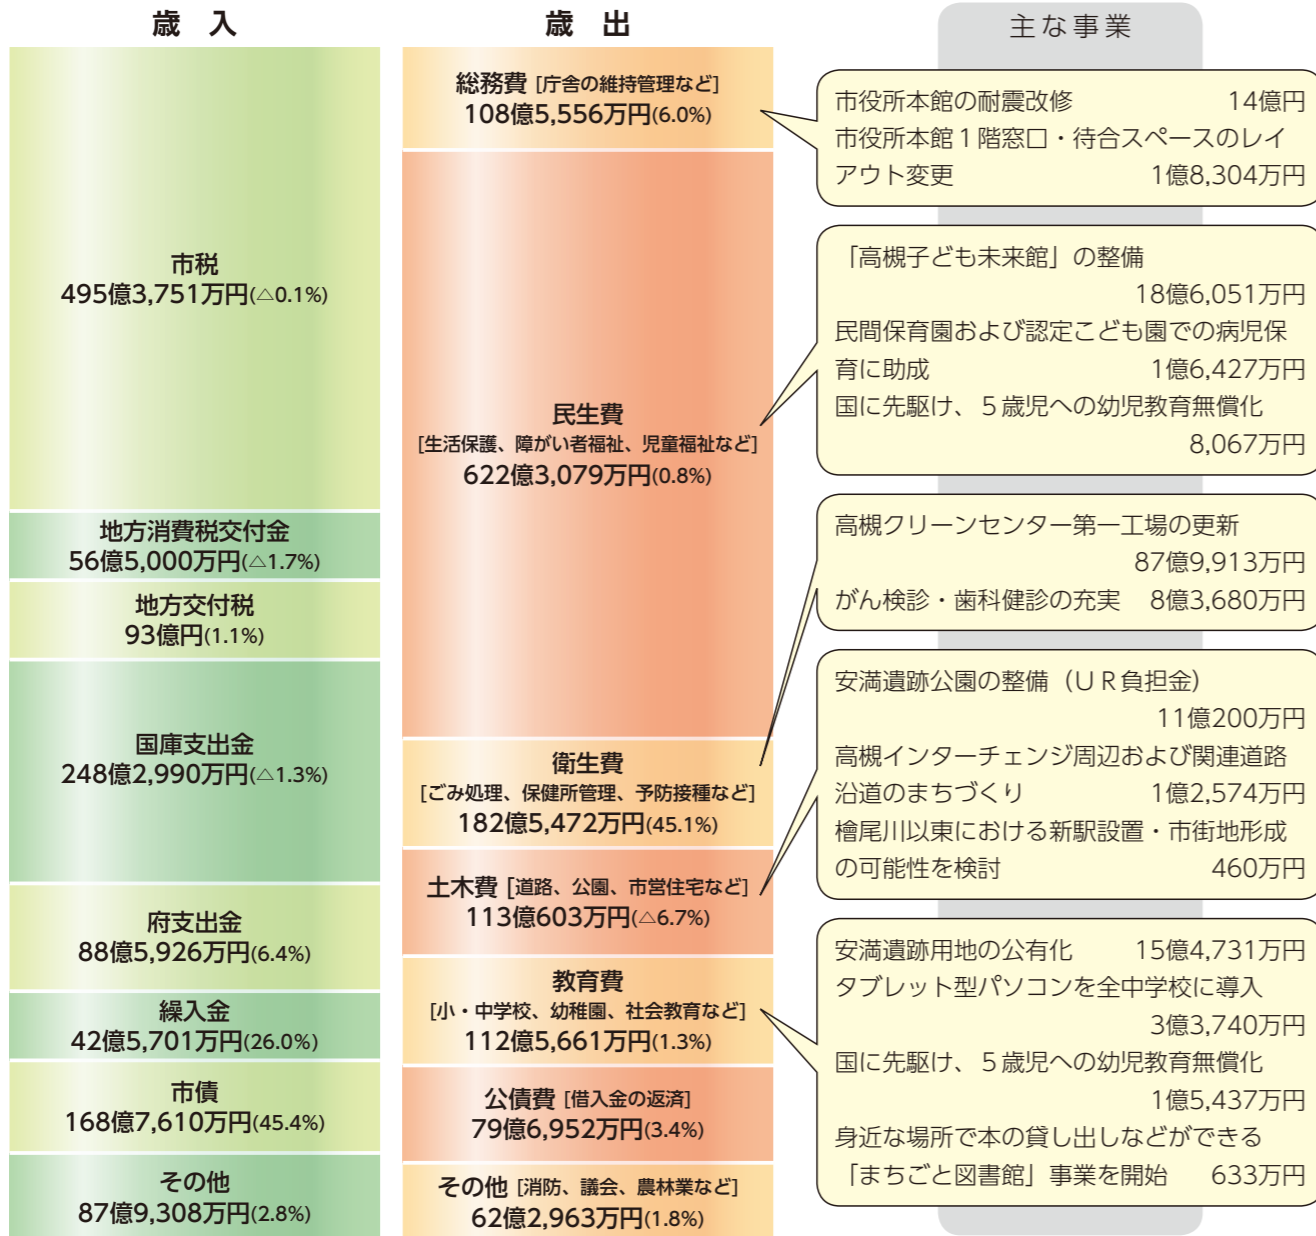 歳 入
市税
495億3,751万円(△0.1%)
地方消費税交付金
56億5,000万円(△1.7%)
地方交付税
93億円(1.1%)
国庫支出金
248億2,990万円(△1.3%)
府支出金
88億5,926万円(6.4%)
繰入金
42億5,701万円(26.0%)
市債
168億7,610万円(45.4%)
その他
87億9,308万円(2.8%)
歳 出
総務費 [庁舎の維持管理など]
108億5,556万円(6.0%)
民生費
[生活保護、障がい者福祉、児童福祉など]
622億3,079万円(0.8%)
衛生費
[ごみ処理、保健所管理、予防接種など]
182億5,472万円(45.1%)
土木費 [道路、公園、市営住宅など]
113億603万円(△6.7%)
教育費
[小・中学校、幼稚園、社会教育など]
112億5,661万円(1.3%)
公債費 [借入金の返済]
79億6,952万円(3.4%)
その他 [消防、議会、農林業など]
62億2,963万円(1.8%)
主な事業
市役所本館の耐震改修 14億円
市役所本館1階窓口・待合スペースのレイ
アウト変更 1億8,304万円
「高槻子ども未来館」の整備
18億6,051万円
民間保育園および認定こども園での病児保
育に助成 1億6,427万円
国に先駆け、5歳児への幼児教育無償化
8,067万円
高槻クリーンセンター第一工場の更新
87億9,913万円
がん検診・歯科健診の充実 8億3,680万円
安満遺跡公園の整備（UR負担金）
11億200万円
高槻インターチェンジ周辺および関連道路
沿道のまちづくり 1億2,574万円
檜尾川以東における新駅設置・市街地形成
の可能性を検討 460万円
安満遺跡用地の公有化 15億4,731万円
タブレット型パソコンを全中学校に導入
3億3,740万円
国に先駆け、5歳児への幼児教育無償化
1億5,437万円
身近な場所で本の貸し出しなどができる
「まちごと図書館」事業を開始 633万円